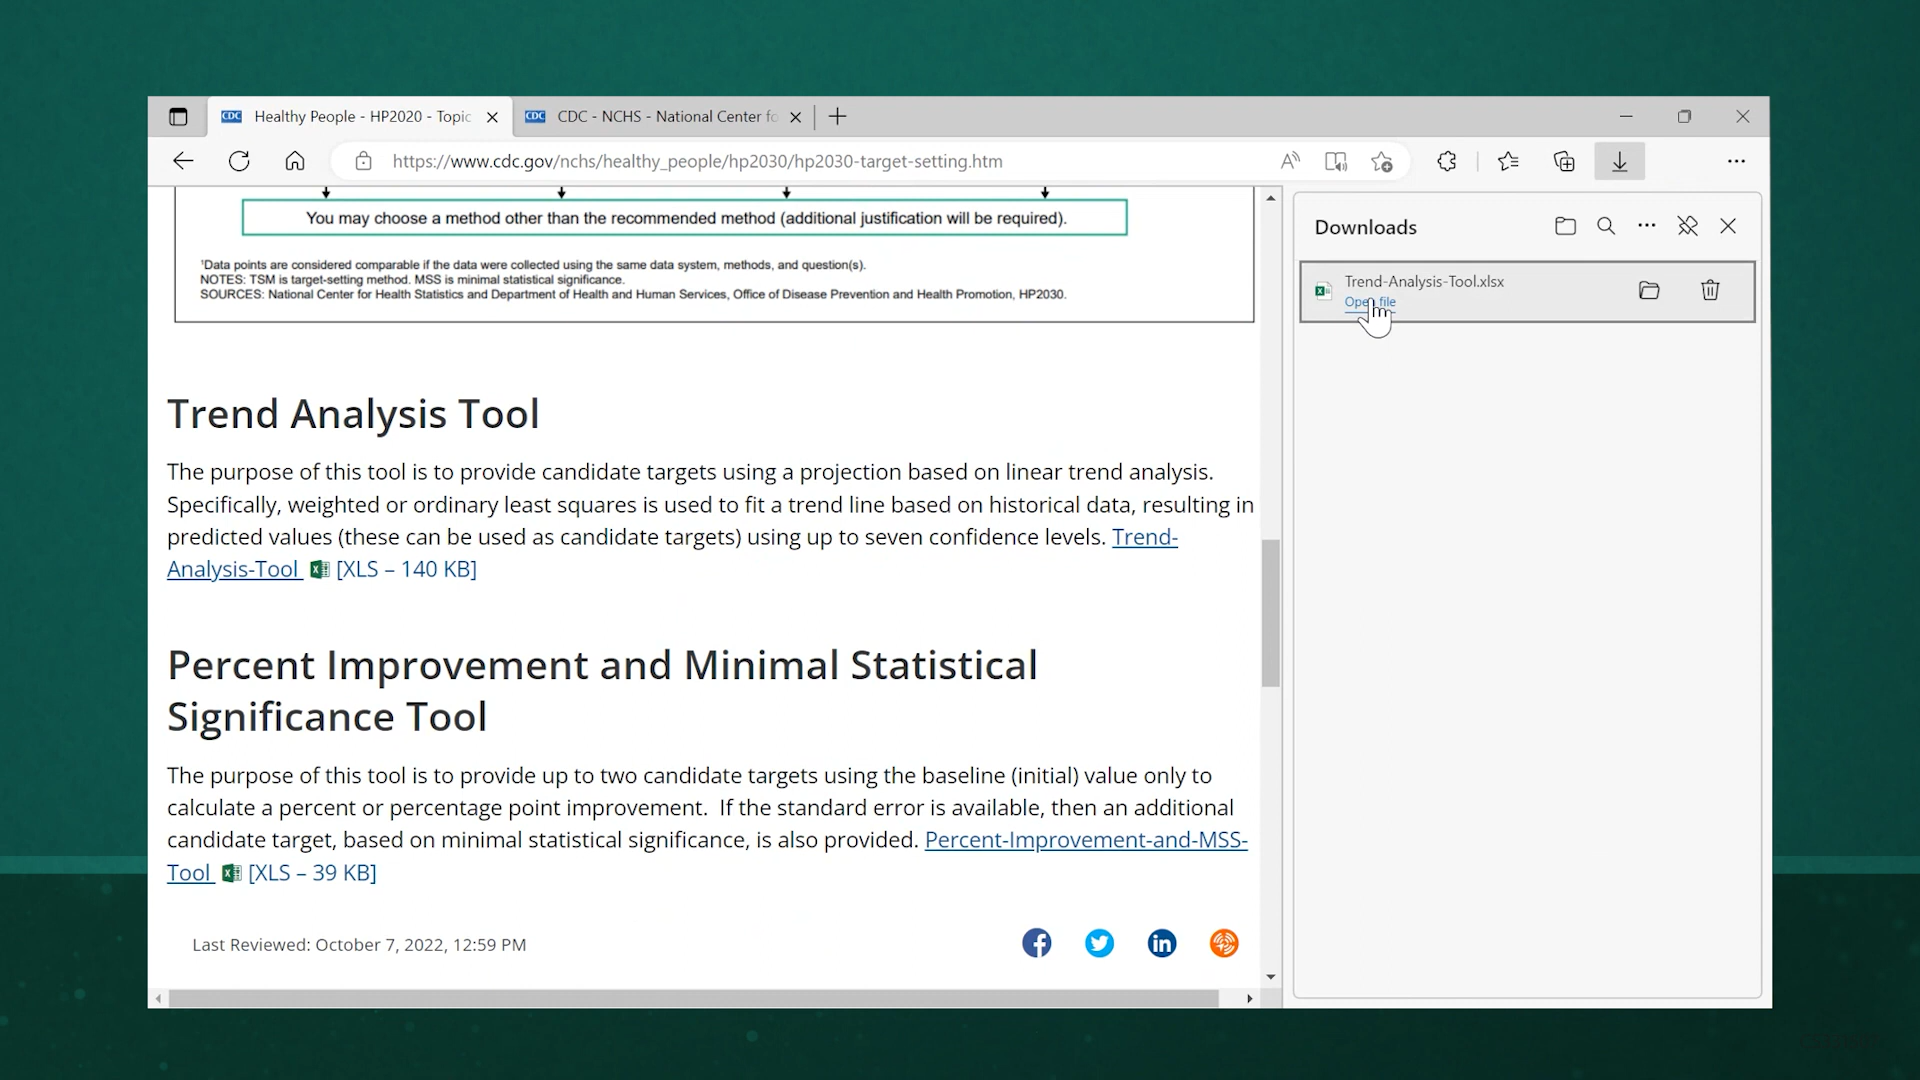 CDC Healthy People - HP2020 - Topic
CDC CDC - NCHS - National Center fo
https://www.cdc.gov/nchs/healthy_people/hp2030/hp2030-target-setting.htm
You may choose a method other than the recommended method (additional justification will be required).
¹Data points are considered comparable if the data were collected using the same data system, methods, and question(s).
NOTES: TSM is target-setting method. MSS is minimal statistical significance.
SOURCES: National Center for Health Statistics and Department of Health and Human Services, Office of Disease Prevention and Health Promotion, HP2030.
Trend Analysis Tool
The purpose of this tool is to provide candidate targets using a projection based on linear trend analysis.
Specifically, weighted or ordinary least squares is used to fit a trend line based on historical data, resulting in
predicted values (these can be used as candidate targets) using up to seven confidence levels. Trend-
Analysis-Tool [XLS – 140 KB]
Percent Improvement and Minimal Statistical
Significance Tool
The purpose of this tool is to provide up to two candidate targets using the baseline (initial) value only to
calculate a percent or percentage point improvement.  If the standard error is available, then an additional
candidate target, based on minimal statistical significance, is also provided. Percent-Improvement-and-MSS-
Tool [XLS – 39 KB]
Last Reviewed: October 7, 2022, 12:59 PM
Downloads
Trend-Analysis-Tool.xlsx
Open file